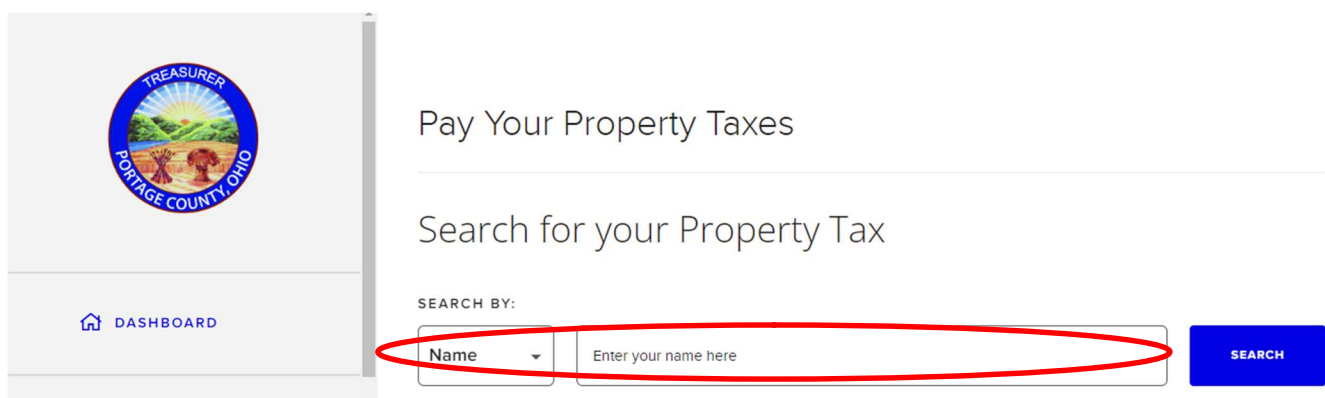 TREASURER
PORTAGE COUNTY, OHIO
DASHBOARD
Pay Your Property Taxes
Search for your Property Tax
SEARCH BY:
Name
Enter your name here
SEARCH